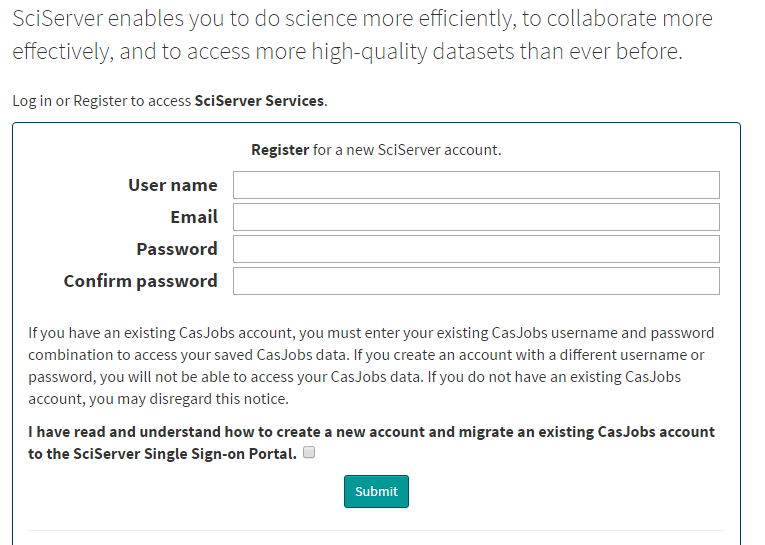 SciServer enables you to do science more efficiently, to collaborate more
effectively, and to access more high-quality datasets than ever before.
Log in or Register to access SciServer Services.
Register for a new SciServer account.
User name
Email
Password
Confirm password
If you have an existing CasJobs account, you must enter your existing CasJobs username and password
combination to access your saved CasJobs data. If you create an account with a different username or
password, you will not be able to access your CasJobs data. If you do not have an existing CasJobs
account, you may disregard this notice.
I have read and understand how to create a new account and migrate an existing CasJobs account
to the SciServer Single Sign-on Portal.
Submit